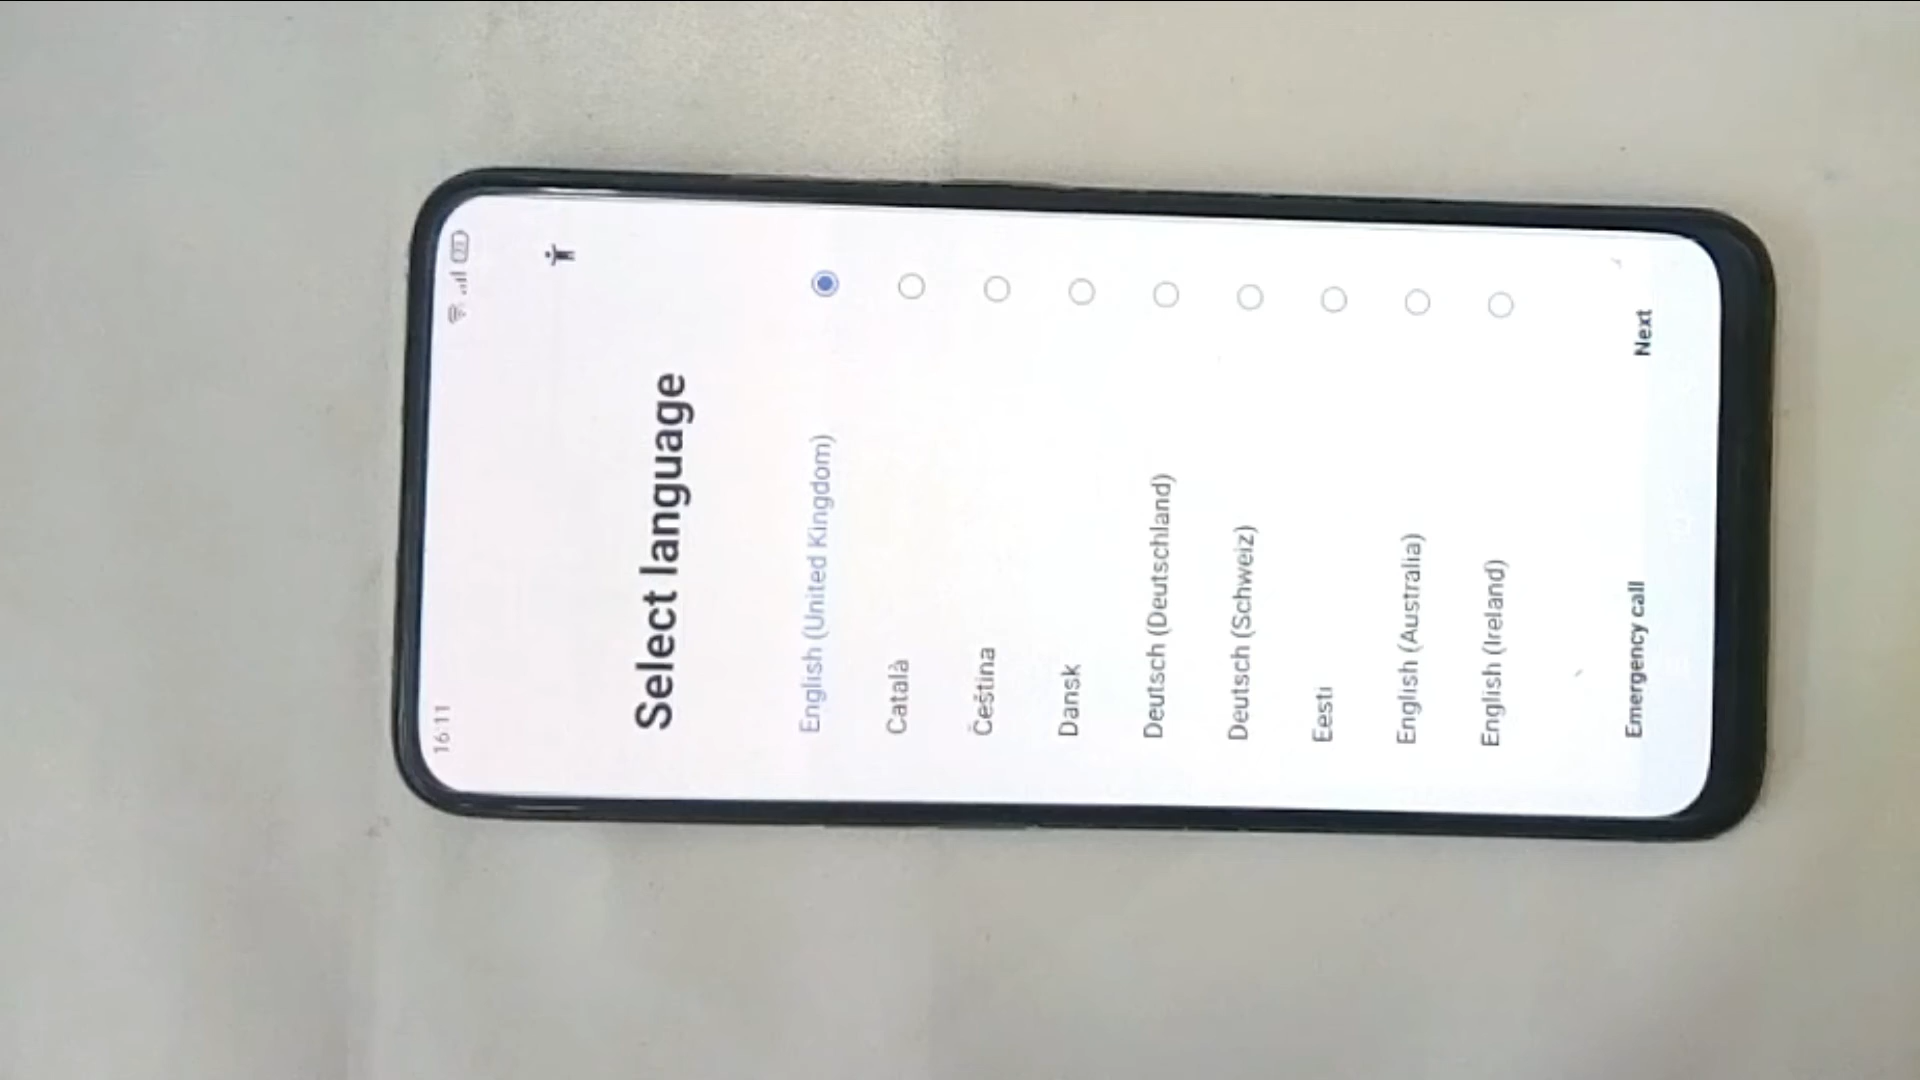 16:11
Select language
English (United Kingdom)
Català
Čeština
Dansk
Deutsch (Deutschland)
Deutsch (Schweiz)
Eesti
English (Australia)
English (Ireland)
Emergency call
Next